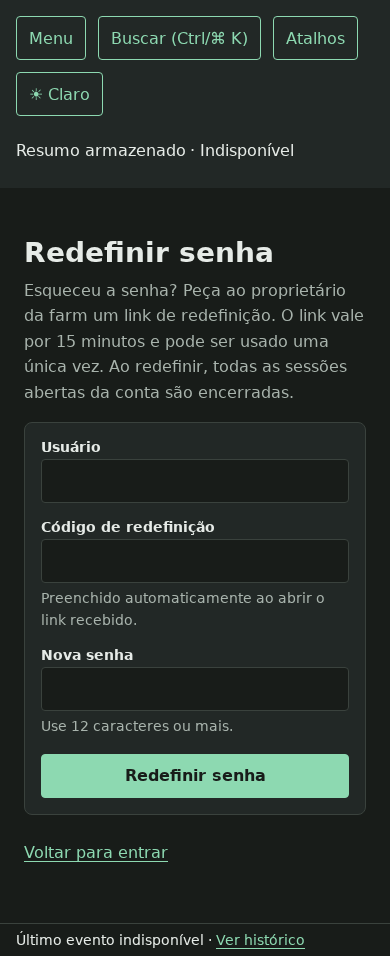 Menu
Buscar (Ctrl/⌘ K)
Atalhos
☀ Claro
Resumo armazenado · Indisponível
Redefinir senha
Esqueceu a senha? Peça ao proprietário
da farm um link de redefinição. O link vale
por 15 minutos e pode ser usado uma
única vez. Ao redefinir, todas as sessões
abertas da conta são encerradas.
Usuário
Código de redefinição
Preenchido automaticamente ao abrir o
link recebido.
Nova senha
Use 12 caracteres ou mais.
Redefinir senha
Voltar para entrar
Último evento indisponível · Ver histórico